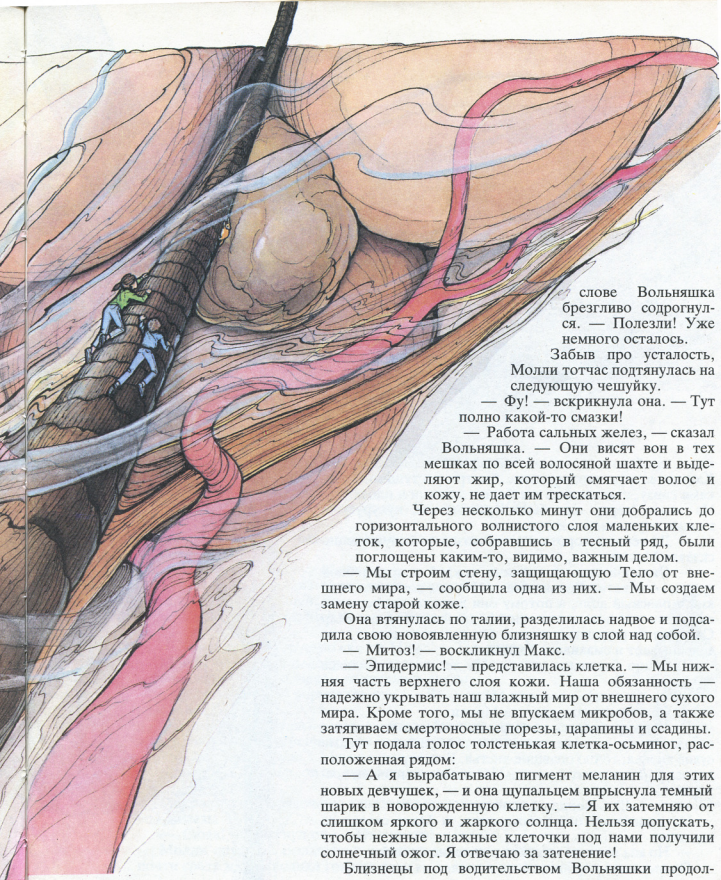 слове Вольняшка
брезгливо содрогнул-
ся. — Полезли! Уже
немного осталось.
Забыв про усталость,
Молли тотчас подтянулась на
следующую чешуйку.
— Фу! — вскрикнула она. — Тут
полно какой-то смазки!
— Работа сальных желез, — сказал
Вольняшка. — Они висят вон в тех
мешках по всей волосяной шахте и выде-
ляют жир, который смягчает волос и
кожу, не дает им трескаться.
Через несколько минут они добрались до
горизонтального волнистого слоя маленьких кле-
ток, которые, собравшись в тесный ряд, были
поглощены каким-то, видимо, важным делом.
— Мы строим стену, защищающую Тело от вне-
шнего мира, — сообщила одна из них. — Мы создаем
замену старой коже.
Она втянулась по талии, разделилась надвое и подса-
дила свою новоявленную близняшку в слой над собой.
— Митоз! — воскликнул Макс.
— Эпидермис! — представилась клетка. — Мы ниж-
няя часть верхнего слоя кожи. Наша обязанность —
надежно укрывать наш влажный мир от внешнего сухого
мира. Кроме того, мы не впускаем микробов, а также
затягиваем смертоносные порезы, царапины и ссадины.
Тут подала голос толстенькая клетка-осьминог, рас-
положенная рядом:
— А я вырабатываю пигмент меланин для этих
новых девчушек, — и она щупальцем впрыснула темный
шарик в новорожденную клетку. — Я их затемняю от
слишком яркого и жаркого солнца. Нельзя допускать,
чтобы нежные влажные клеточки под нами получили
солнечный ожог. Я отвечаю за затенение!
Близнецы под водительством Вольняшки продол-